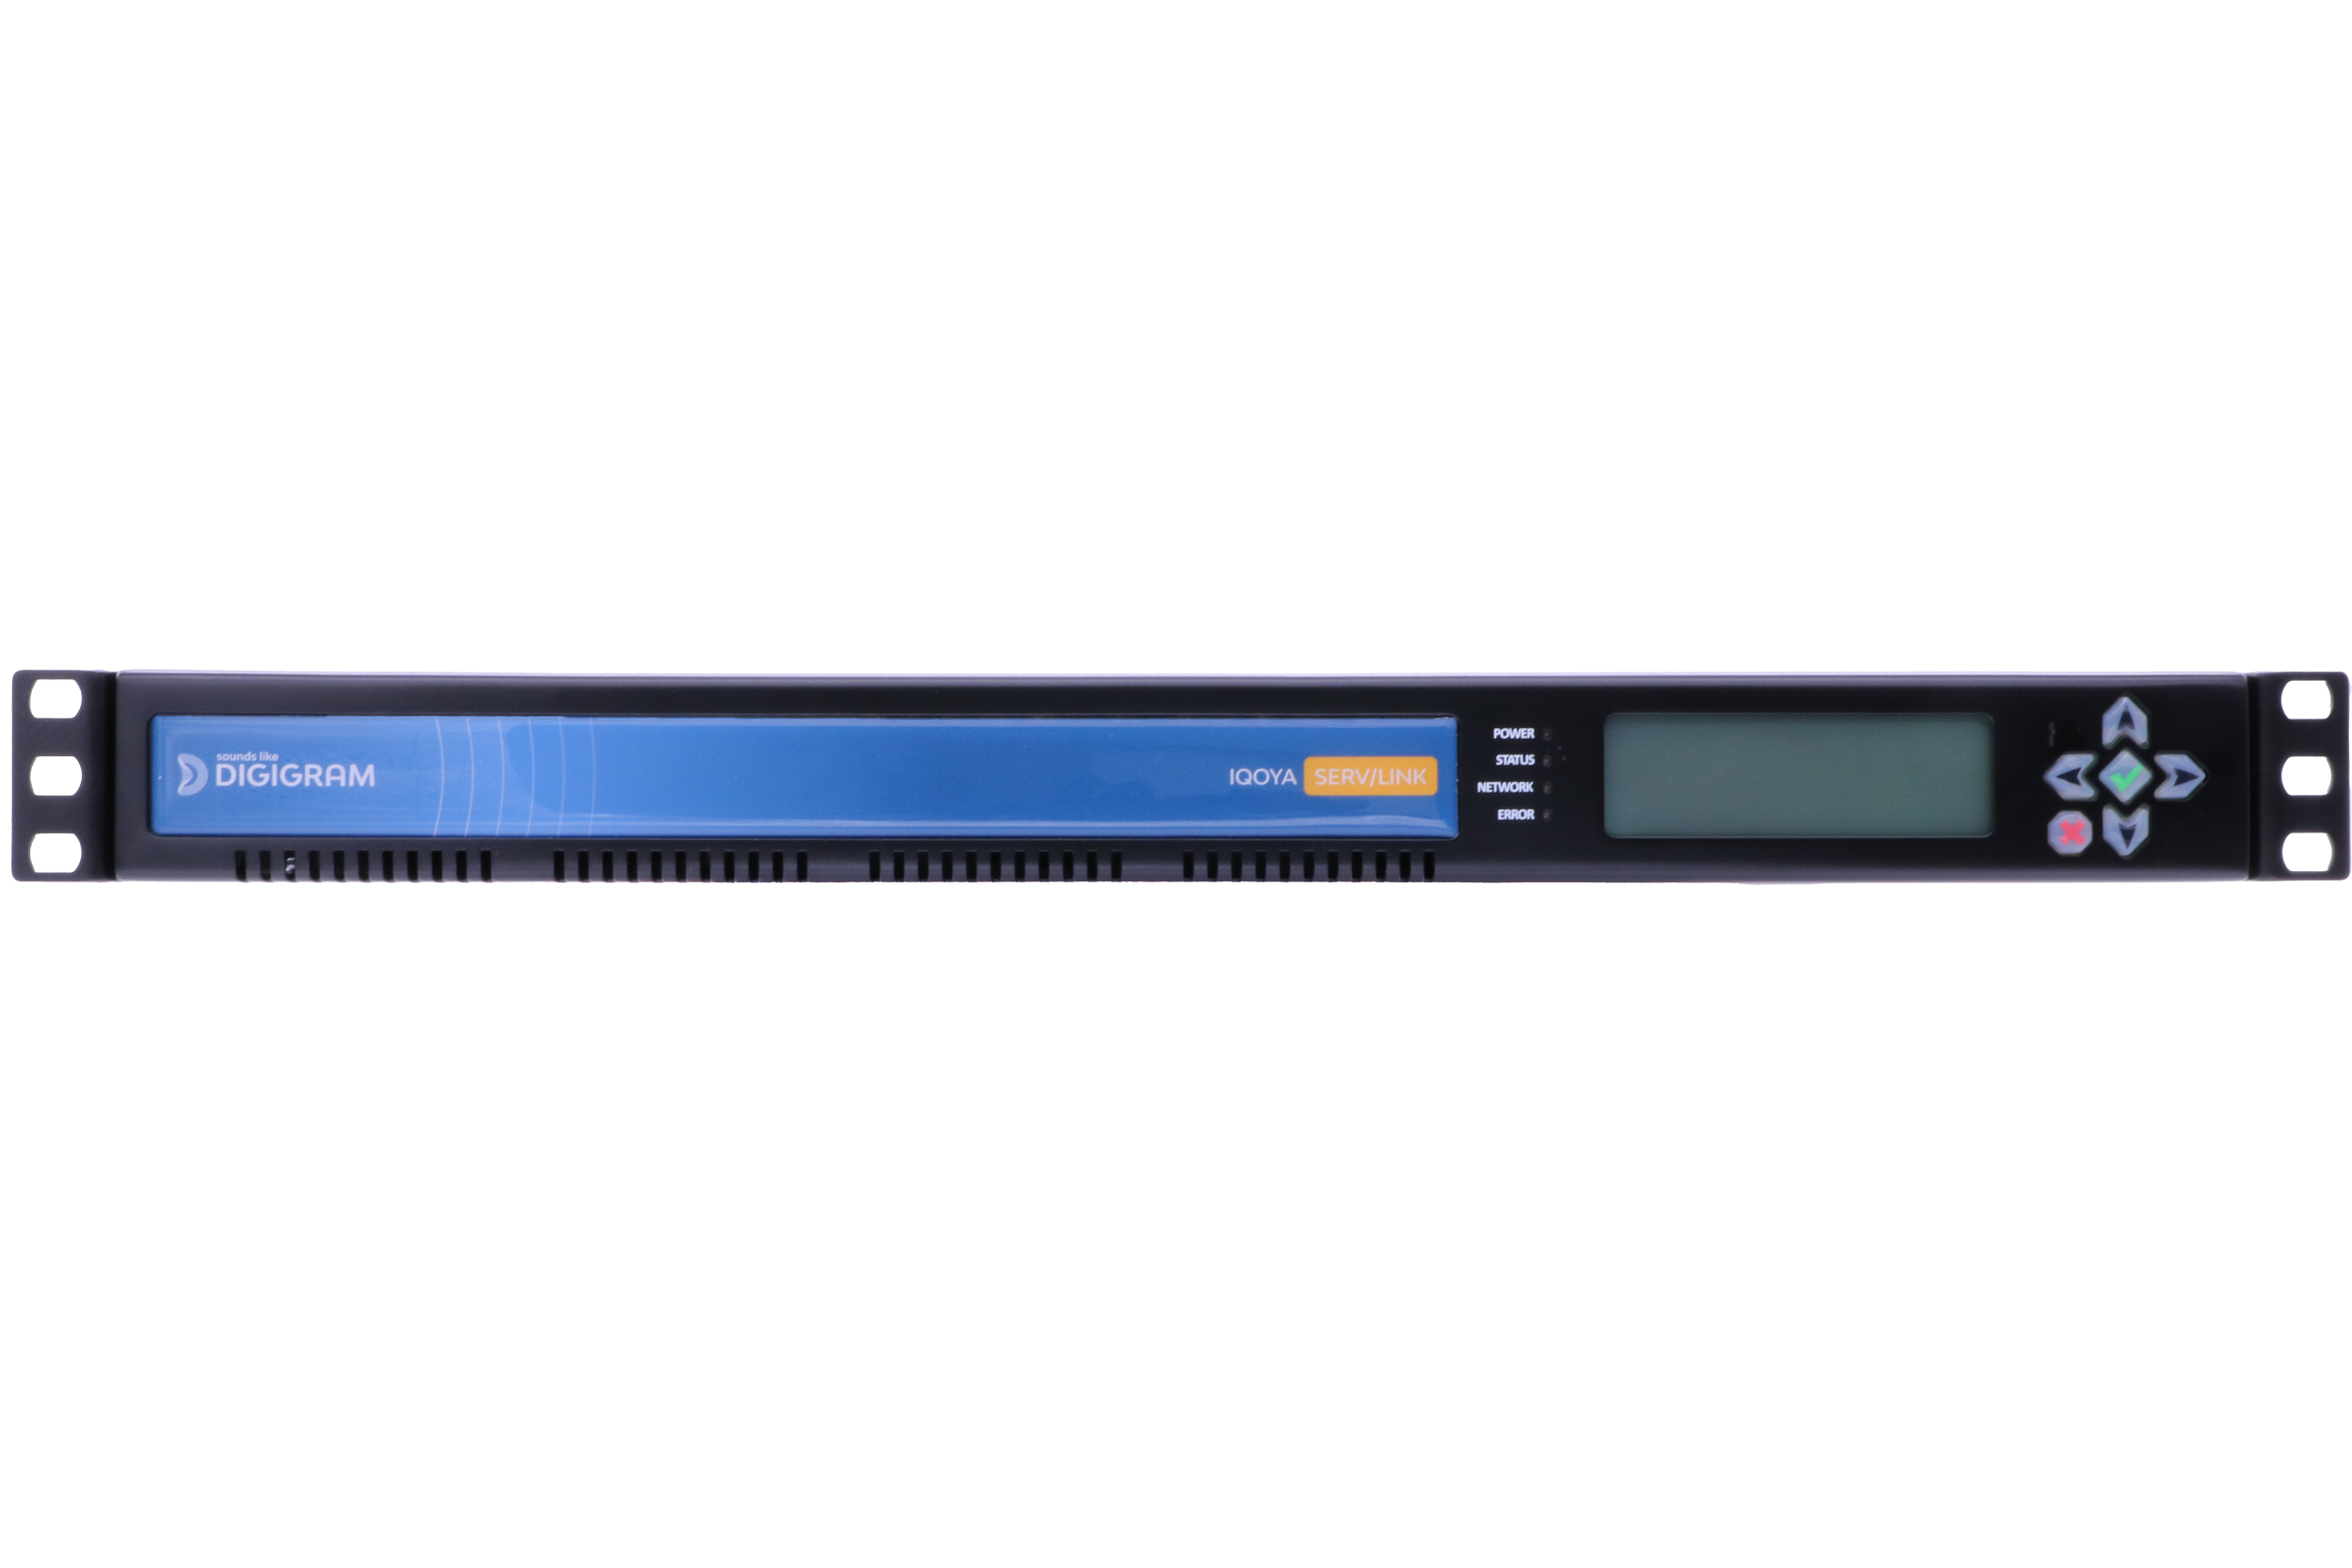 sounds like
DIGIGRAM
IQOYA SERV/LINK
POWER
STATUS
NETWORK
ERROR